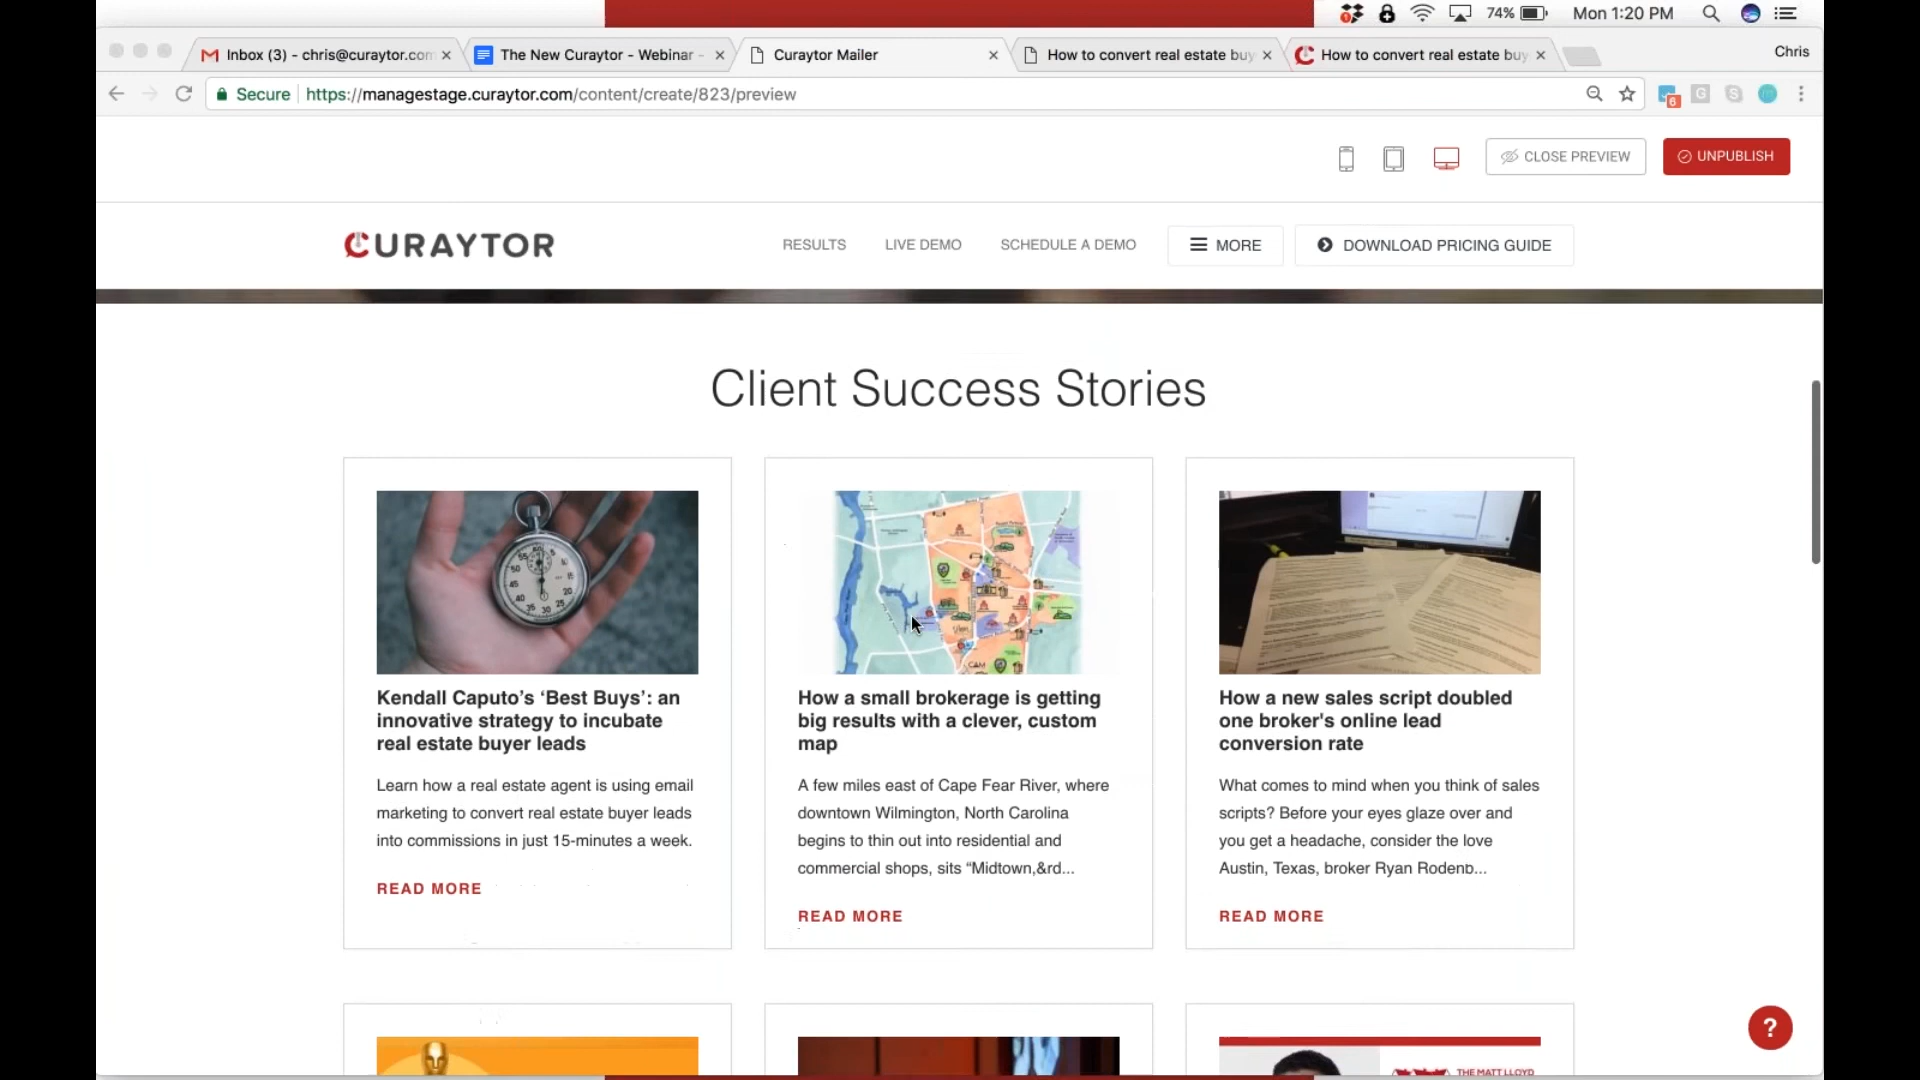 74% Mon 1:20 PM
Inbox (3) - chris@curaytor.com
The New Curaytor - Webinar -
Curaytor Mailer
How to convert real estate buy
How to convert real estate buy
Chris
Secure https://managestage.curaytor.com/content/create/823/preview
6
CLOSE PREVIEW
UNPUBLISH
CURAYTOR
RESULTS
LIVE DEMO
SCHEDULE A DEMO
MORE
DOWNLOAD PRICING GUIDE
Client Success Stories
Kendall Caputo’s ‘Best Buys’: an
innovative strategy to incubate
real estate buyer leads
Learn how a real estate agent is using email
marketing to convert real estate buyer leads
into commissions in just 15-minutes a week.
READ MORE
How a small brokerage is getting
big results with a clever, custom
map
A few miles east of Cape Fear River, where
downtown Wilmington, North Carolina
begins to thin out into residential and
commercial shops, sits “Midtown,&rd...
READ MORE
How a new sales script doubled
one broker's online lead
conversion rate
What comes to mind when you think of sales
scripts? Before your eyes glaze over and
you get a headache, consider the love
Austin, Texas, broker Ryan Rodenb...
READ MORE
THE MATT LLOYD
?